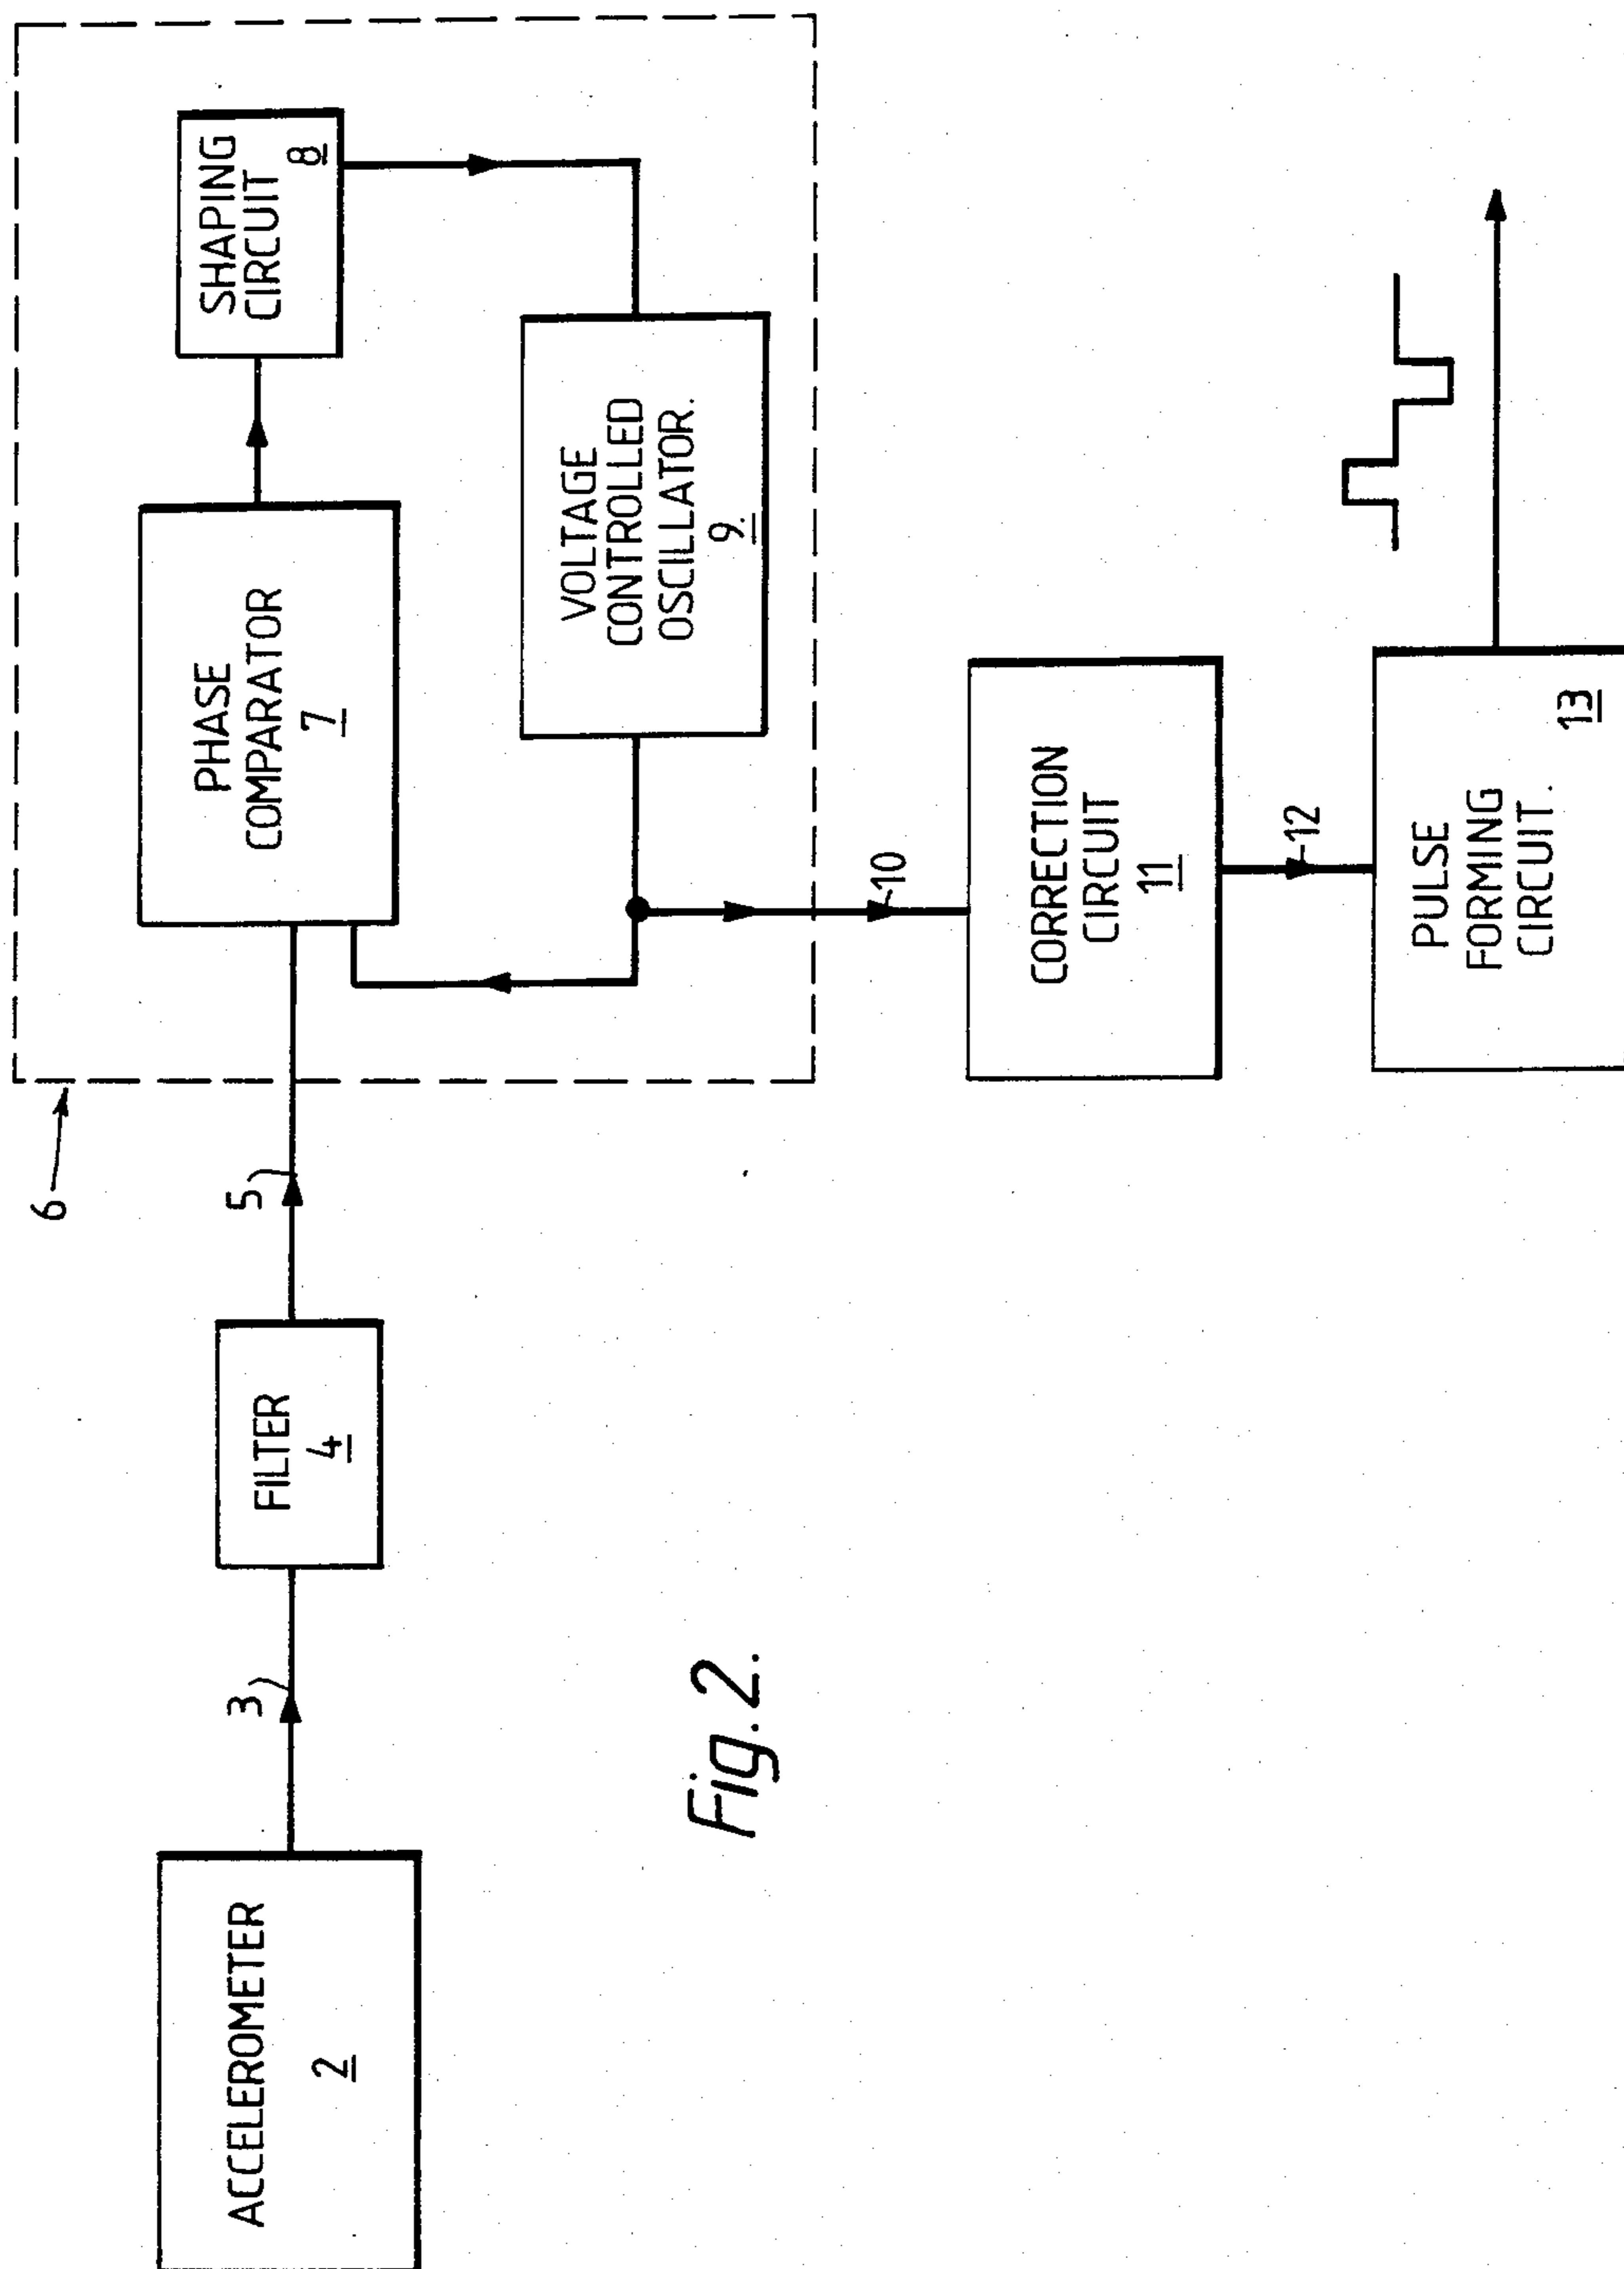 ACCELEROMETER
2
3
FILTER
4
5
6
PHASE
COMPARATOR
7
SHAPING
CIRCUIT
8
VOLTAGE
CONTROLLED
OSCILLATOR.
9.
10
CORRECTION
CIRCUIT
11
12
PULSE
FORMING
CIRCUIT.
13
Fig. 2.